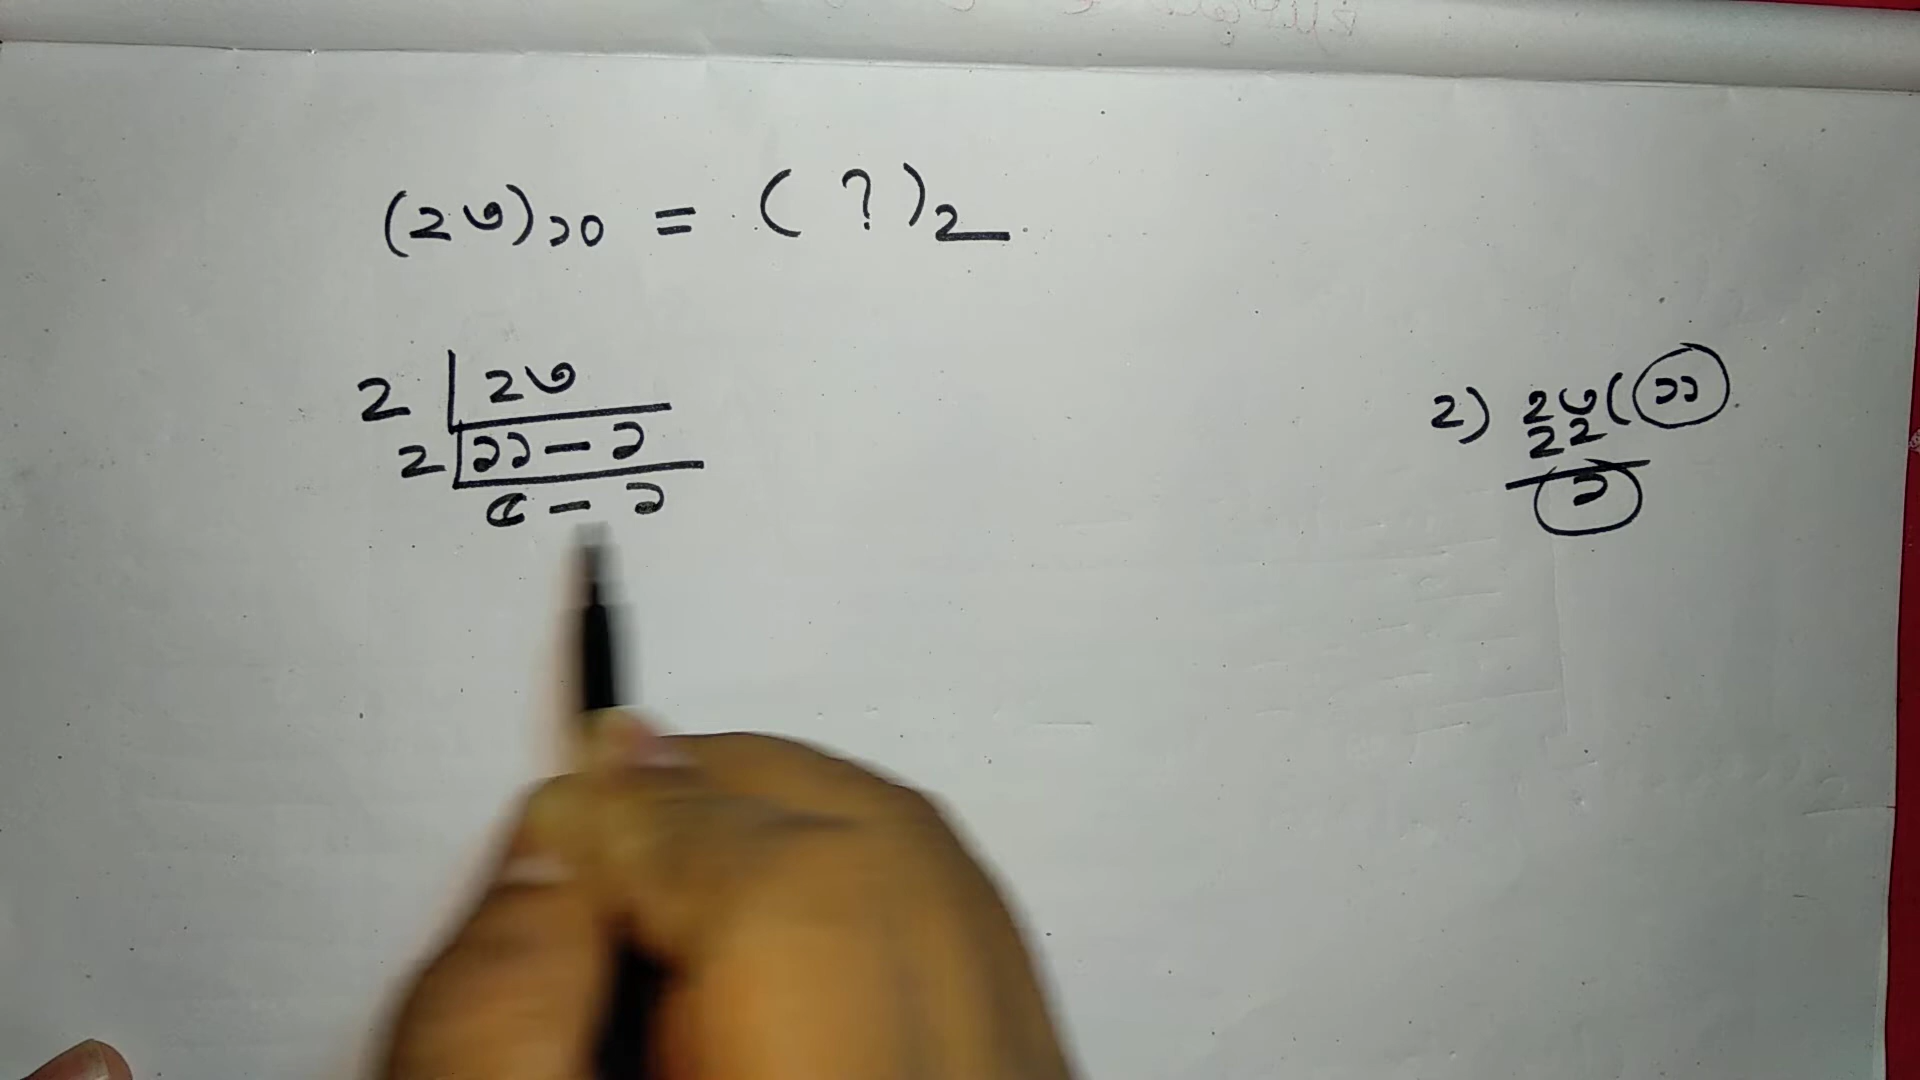 (২৩)১০ = (?)২
২ | ২৩
২ | ১১ – ১
৫ – ১
২) ২৩ ( ১১
২২
১